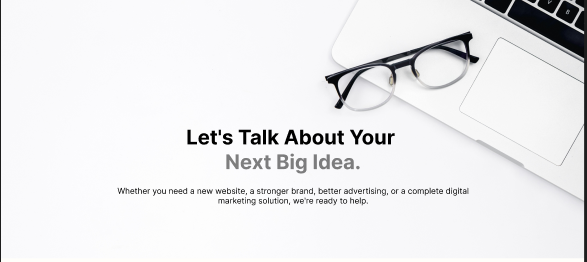 Let's Talk About Your
Next Big Idea.
Whether you need a new website, a stronger brand, better advertising, or a complete digital
marketing solution, we're ready to help.